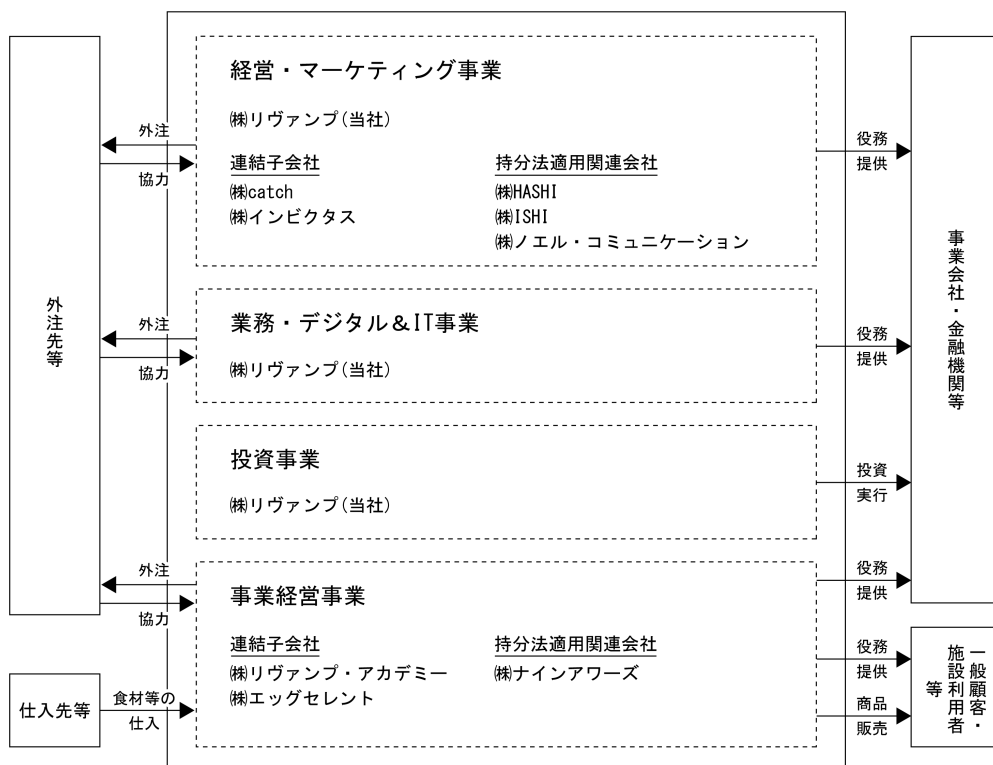 経営・マーケティング事業
㈱リヴァンプ(当社)
連結子会社
㈱catch
㈱インビクタス
持分法適用関連会社
㈱HASHI
㈱ISHI
㈱ノエル・コミュニケーション
外注
協力
役務
提供
業務・デジタル＆IT事業
㈱リヴァンプ(当社)
外注
協力
役務
提供
外注先等
事業会社・金融機関等
投資事業
㈱リヴァンプ(当社)
投資
実行
事業経営事業
連結子会社
㈱リヴァンプ・アカデミー
㈱エッグセレント
持分法適用関連会社
㈱ナインアワーズ
外注
協力
役務
提供
役務
提供
商品
販売
仕入先等
食材等の
仕入
一般顧客・
施設利用者
等